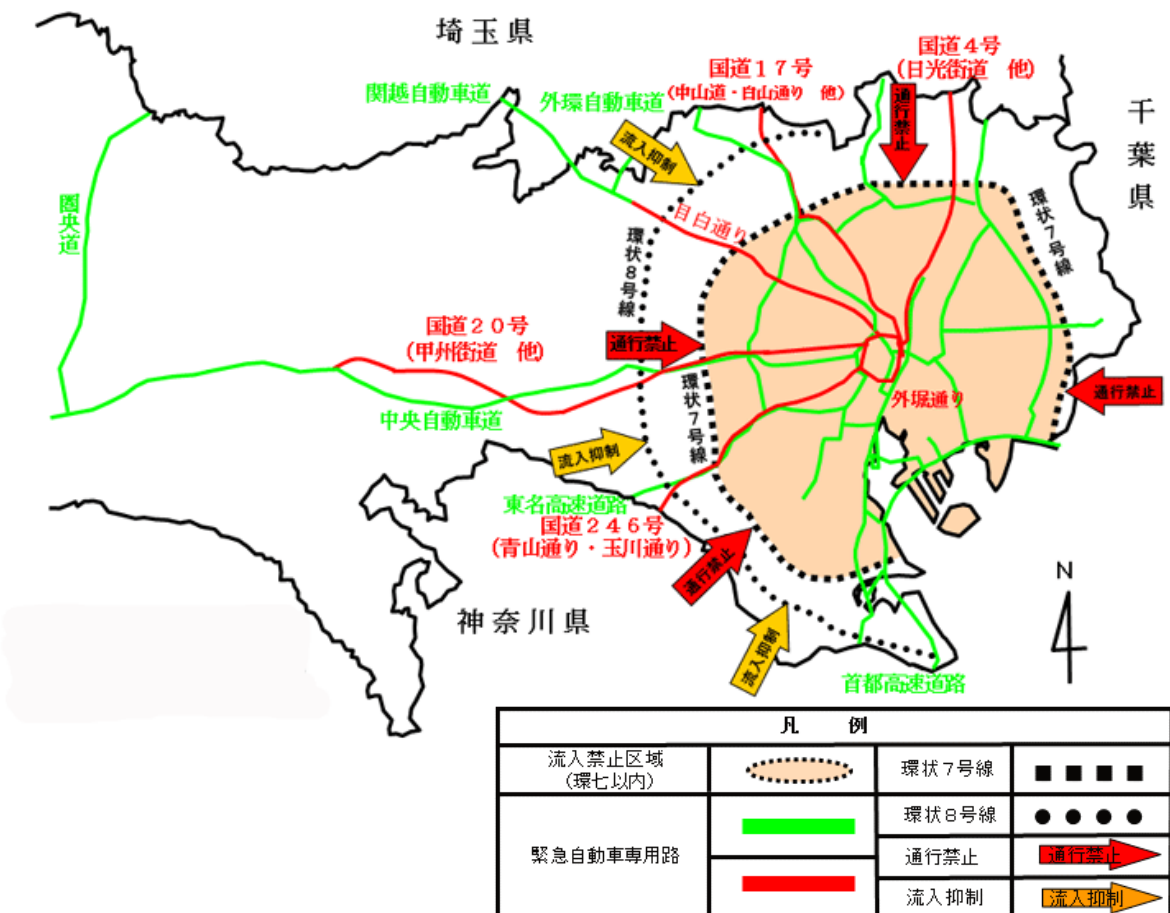 埼玉県
国道4号
(日光街道 他)
国道17号
(中山道・白山通り 他)
関越自動車道
外環自動車道
千葉県
通行禁止
流入抑制
圏央道
目白通り
環状7号線
環状8号線
国道20号
(甲州街道 他)
通行禁止
環状7号線
外堀通り
通行禁止
中央自動車道
流入抑制
東名高速道路
国道246号
(青山通り・玉川通り)
通行禁止
N
神奈川県
流入抑制
首都高速道路
凡 例
流入禁止区域
(環七以内)
環状7号線
緊急自動車専用路
環状8号線
通行禁止
通行禁止
流入抑制
流入抑制